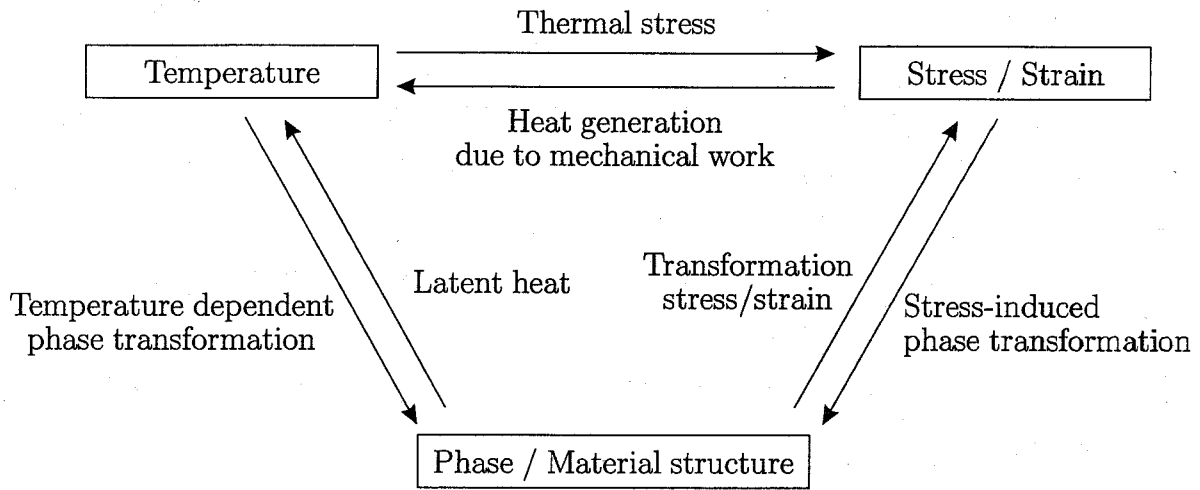 Thermal stress
Temperature
Stress / Strain
Heat generation
due to mechanical work
Temperature dependent
phase transformation
Latent heat
Transformation
stress/strain
Stress-induced
phase transformation
Phase / Material structure